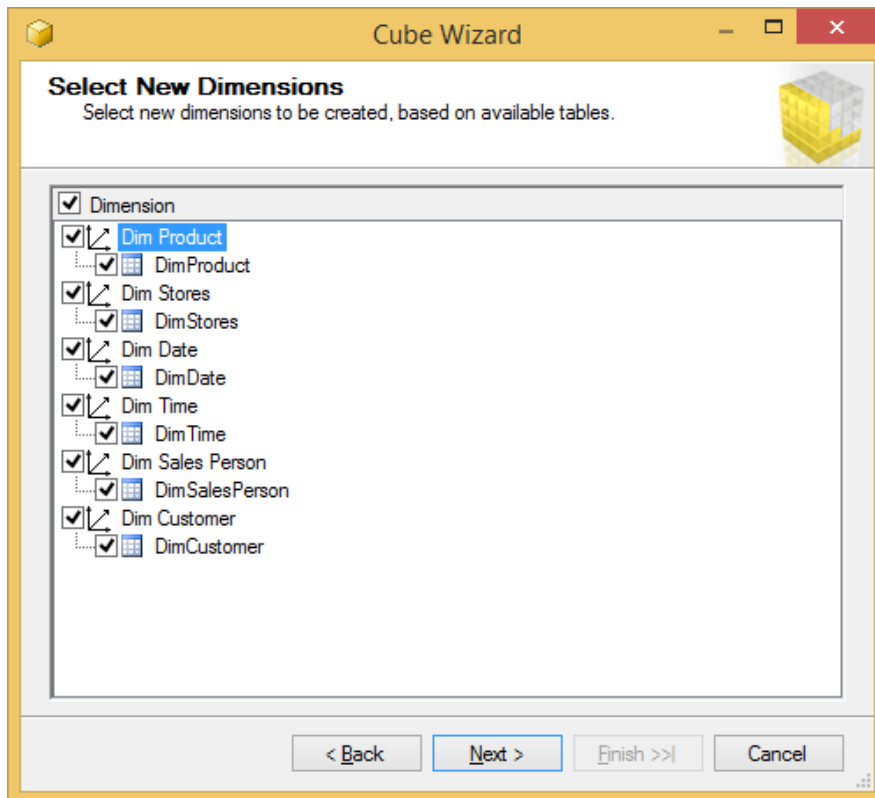 Cube Wizard
Select New Dimensions
Select new dimensions to be created, based on available tables.
Dimension
Dim Product
DimProduct
Dim Stores
DimStores
Dim Date
DimDate
Dim Time
DimTime
Dim Sales Person
DimSalesPerson
Dim Customer
DimCustomer
< Back Next > Finish >>| Cancel